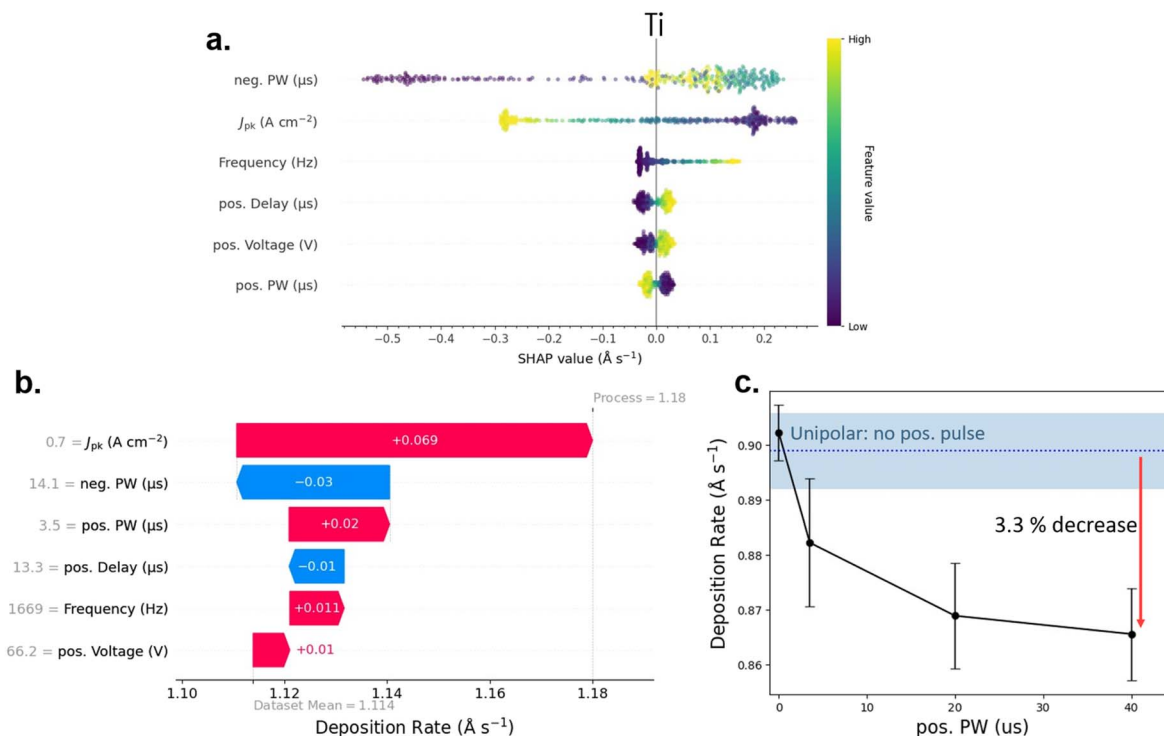 a.
Ti
neg. PW (μs)
Jpk (A cm⁻²)
Frequency (Hz)
pos. Delay (μs)
pos. Voltage (V)
pos. PW (μs)
−0.5 −0.4 −0.3 −0.2 −0.1 0.0 0.1 0.2
SHAP value (Å s⁻¹)
High
Feature value
Low
b.
Process = 1.18
0.7 = Jpk (A cm⁻²)
+0.069
14.1 = neg. PW (μs)
−0.03
3.5 = pos. PW (μs)
+0.02
13.3 = pos. Delay (μs)
−0.01
1669 = Frequency (Hz)
+0.011
66.2 = pos. Voltage (V)
+0.01
1.10 1.12 1.14 1.16 1.18
Dataset Mean = 1.114
Deposition Rate (Å s⁻¹)
c.
Unipolar: no pos. pulse
3.3 % decrease
0.90
0.89
0.88
0.87
0.86
Deposition Rate (Å s⁻¹)
0 10 20 30 40
pos. PW (us)